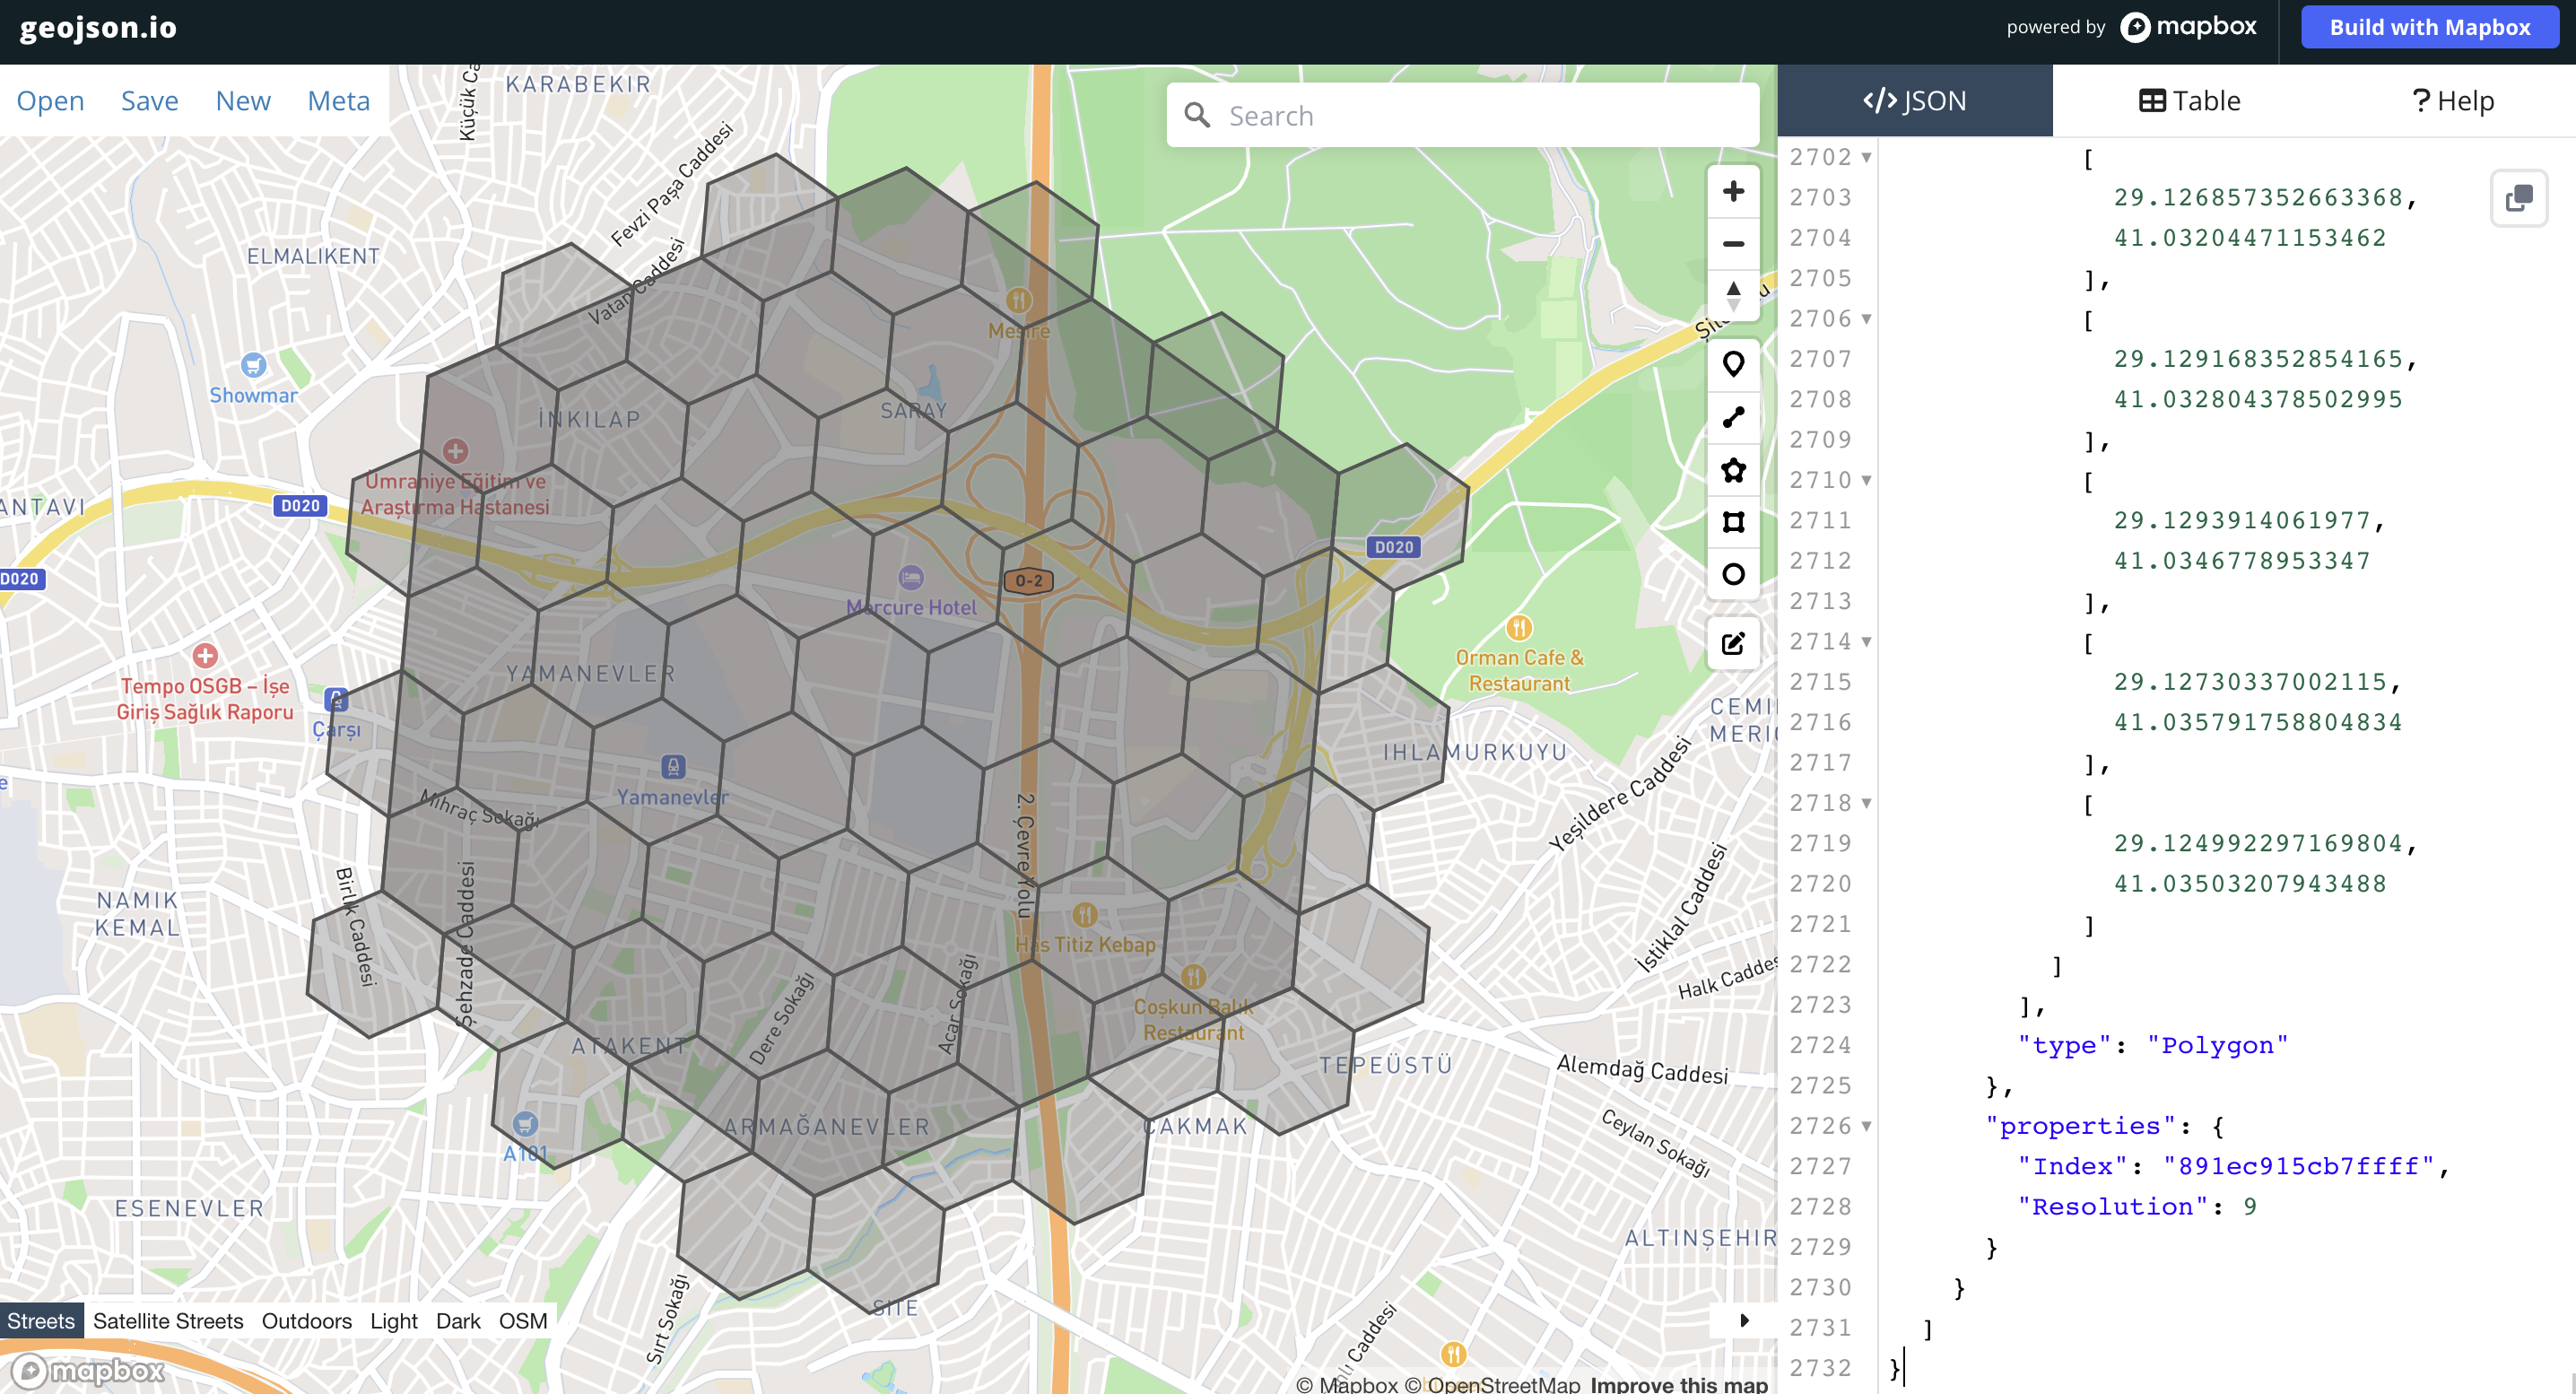 geojson.io
powered by mapbox
Build with Mapbox
Open Save New Meta
Search
JSON
Table
? Help
KARABEKIR
Fevzi Paşa Caddesi
ELMALIKENT
Vatan Caddesi
Mesire
Showmar
İNKILAP
SARAY
Ümraniye Eğitim ve
Araştırma Hastanesi
D020
D020
D020
O-2
Mercure Hotel
Orman Cafe &
Restaurant
YAMANEVLER
Tempo OSGB – İşe
Giriş Sağlık Raporu
Çarşı
IHLAMURKUYU
Yeşildere Caddesi
Yamanevler
Mihraç Sokağı
2. Çevre Yolu
Birlik Caddesi
Şehzade Caddesi
NAMIK
KEMAL
Has Titiz Kebap
İstiklal Caddesi
Acar Sokağı
Dere Sokağı
Coşkun Balık
Restaurant
ATAKENT
TEPEÜSTÜ
Alemdağ Caddesi
ARMAĞANEVLER
ÇAKMAK
Ceylan Sokağı
A101
ESENEVLER
ALTINŞEHIR
SITE
Sırt Sokağı
Streets Satellite Streets Outdoors Light Dark OSM
mapbox
© Mapbox © OpenStreetMap Improve this map
2702 [
2703 29.126857352663368,
2704 41.03204471153462
2705 ],
2706 [
2707 29.129168352854165,
2708 41.032804378502995
2709 ],
2710 [
2711 29.1293914061977,
2712 41.0346778953347
2713 ],
2714 [
2715 29.12730337002115,
2716 41.035791758804834
2717 ],
2718 [
2719 29.124992297169804,
2720 41.03503207943488
2721 ]
2722 ]
2723 ],
2724 "type": "Polygon"
2725 },
2726 "properties": {
2727 "Index": "891ec915cb7ffff",
2728 "Resolution": 9
2729 }
2730 }
2731 ]
2732 }